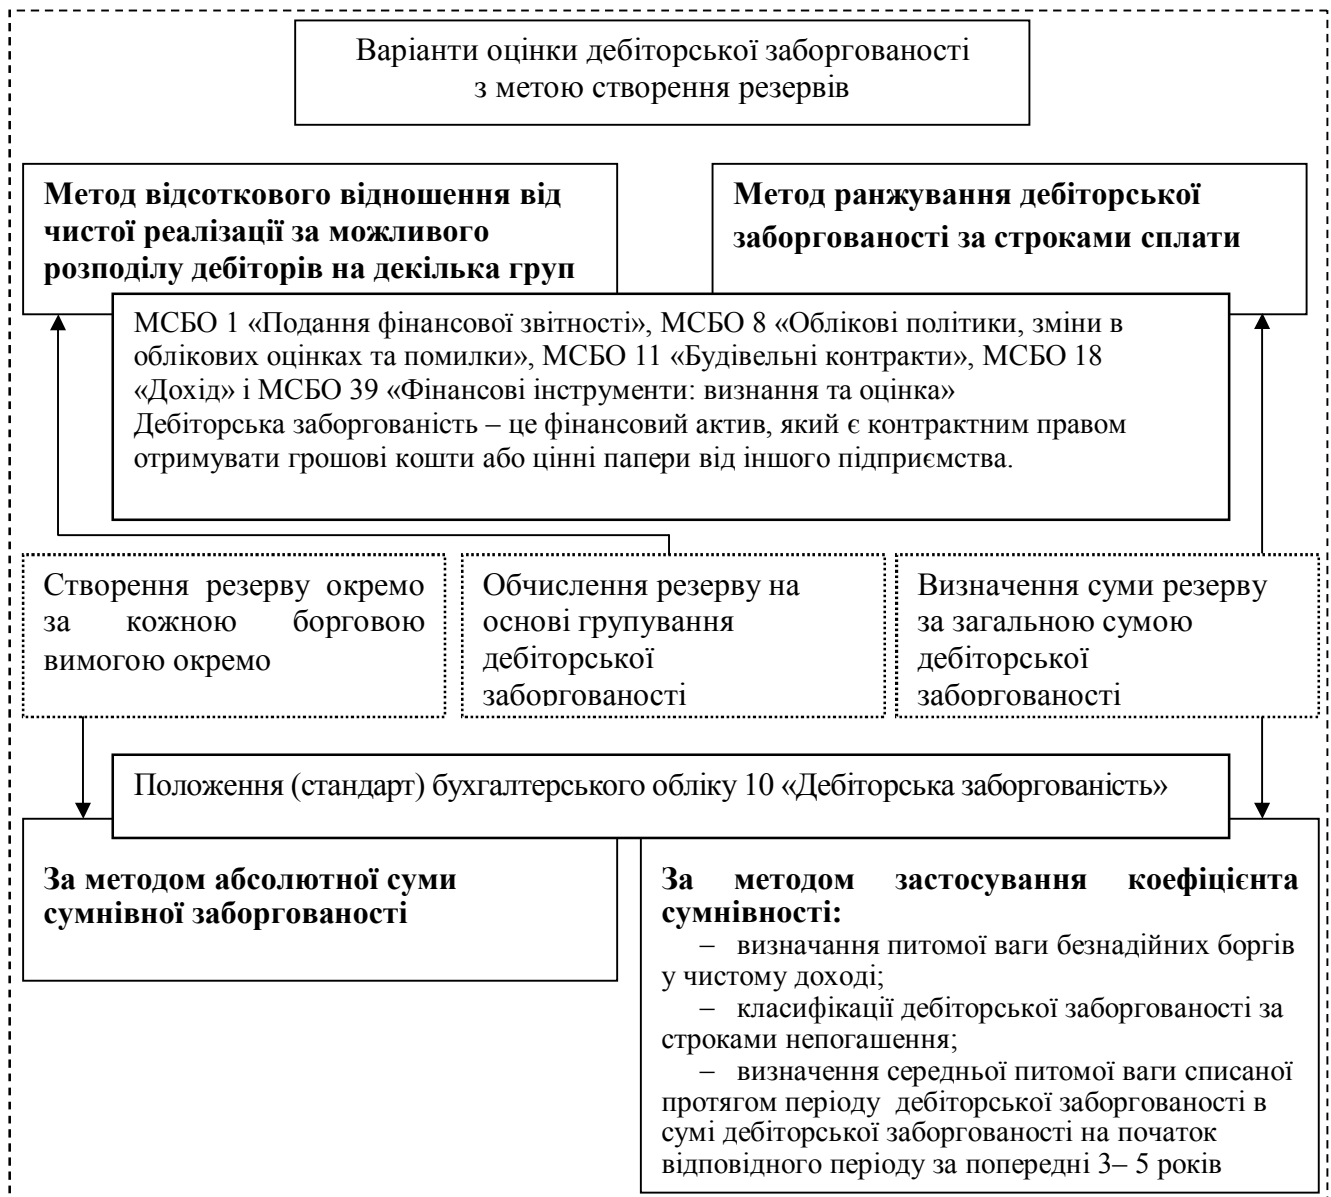 Варіанти оцінки дебіторської заборгованості
з метою створення резервів
Метод відсоткового відношення від
чистої реалізації за можливого
розподілу дебіторів на декілька груп
Метод ранжування дебіторської
заборгованості за строками сплати
МСБО 1 «Подання фінансової звітності», МСБО 8 «Облікові політики, зміни в
облікових оцінках та помилки», МСБО 11 «Будівельні контракти», МСБО 18
«Дохід» і МСБО 39 «Фінансові інструменти: визнання та оцінка»
Дебіторська заборгованість – це фінансовий актив, який є контрактним правом
отримувати грошові кошти або цінні папери від іншого підприємства.
Створення резерву окремо
за кожною борговою
вимогою окремо
Обчислення резерву на
основі групування
дебіторської
заборгованості
Визначення суми резерву
за загальною сумою
дебіторської
заборгованості
Положення (стандарт) бухгалтерського обліку 10 «Дебіторська заборгованість»
За методом абсолютної суми
сумнівної заборгованості
За методом застосування коефіцієнта
сумнівності:
– визначання питомої ваги безнадійних боргів
у чистому доході;
– класифікації дебіторської заборгованості за
строками непогашення;
– визначення середньої питомої ваги списаної
протягом періоду дебіторської заборгованості в
сумі дебіторської заборгованості на початок
відповідного періоду за попередні 3– 5 років